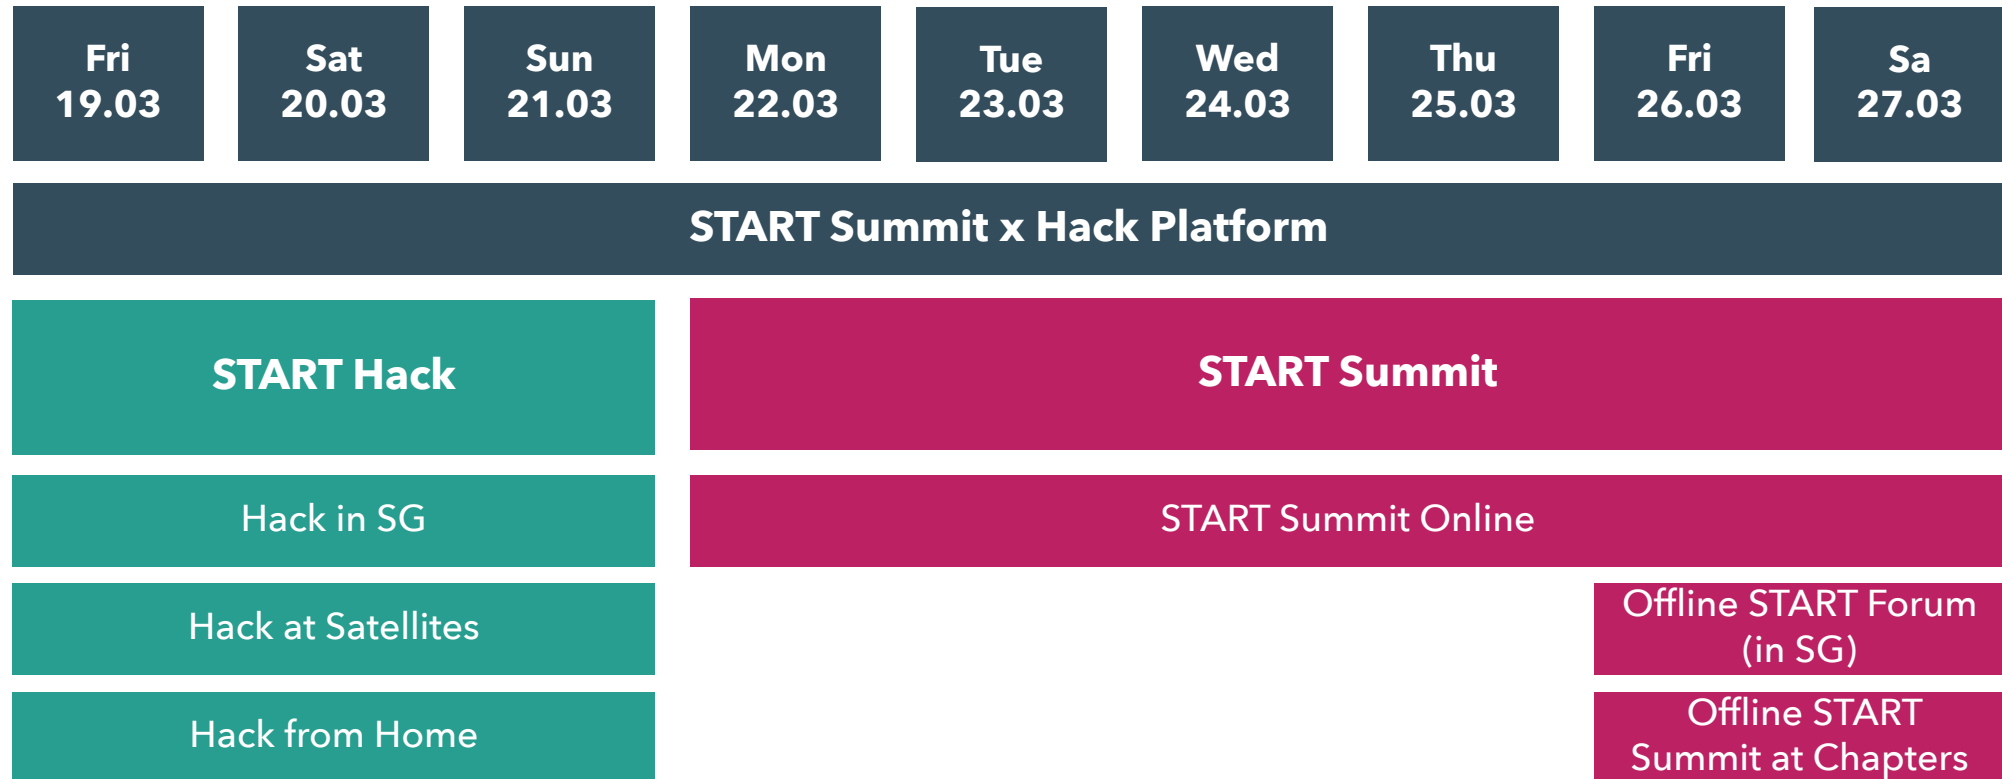 Fri
19.03
Sat
20.03
Sun
21.03
Mon
22.03
Tue
23.03
Wed
24.03
Thu
25.03
Fri
26.03
Sa
27.03
START Summit x Hack Platform
START Hack
START Summit
Hack in SG
START Summit Online
Hack at Satellites
Offline START Forum
(in SG)
Hack from Home
Offline START
Summit at Chapters